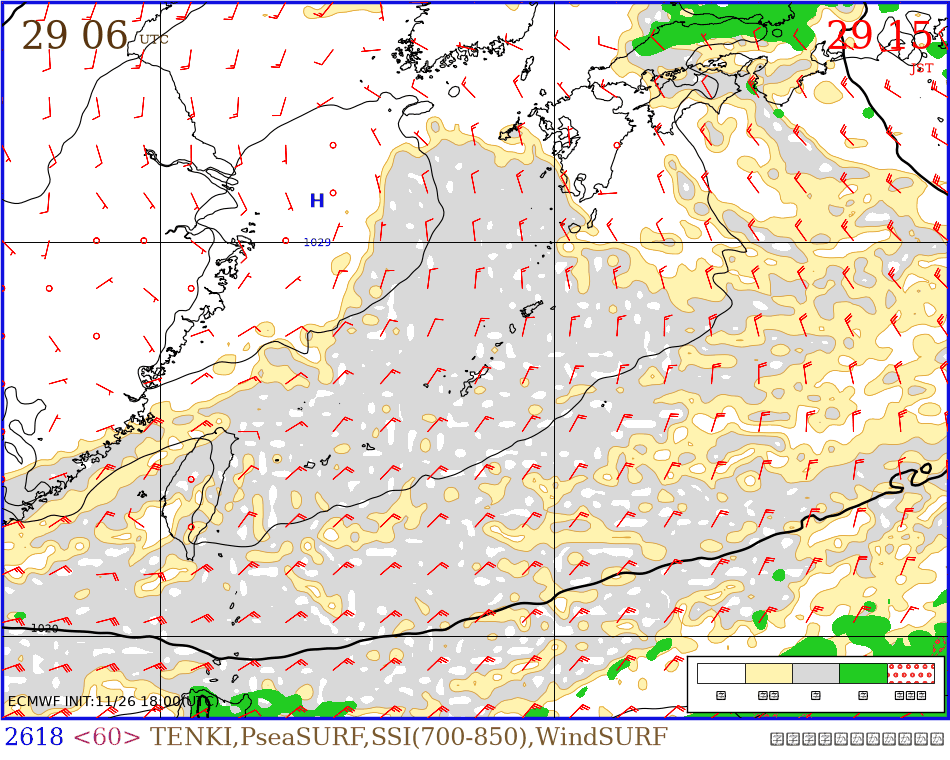 29 06 UTC
29 15 JST
H
1029
1020
ECMWF INIT:11/26 18:00(UTC)
2618 <60> TENKI,PseaSURF,SSI(700-850),WindSURF